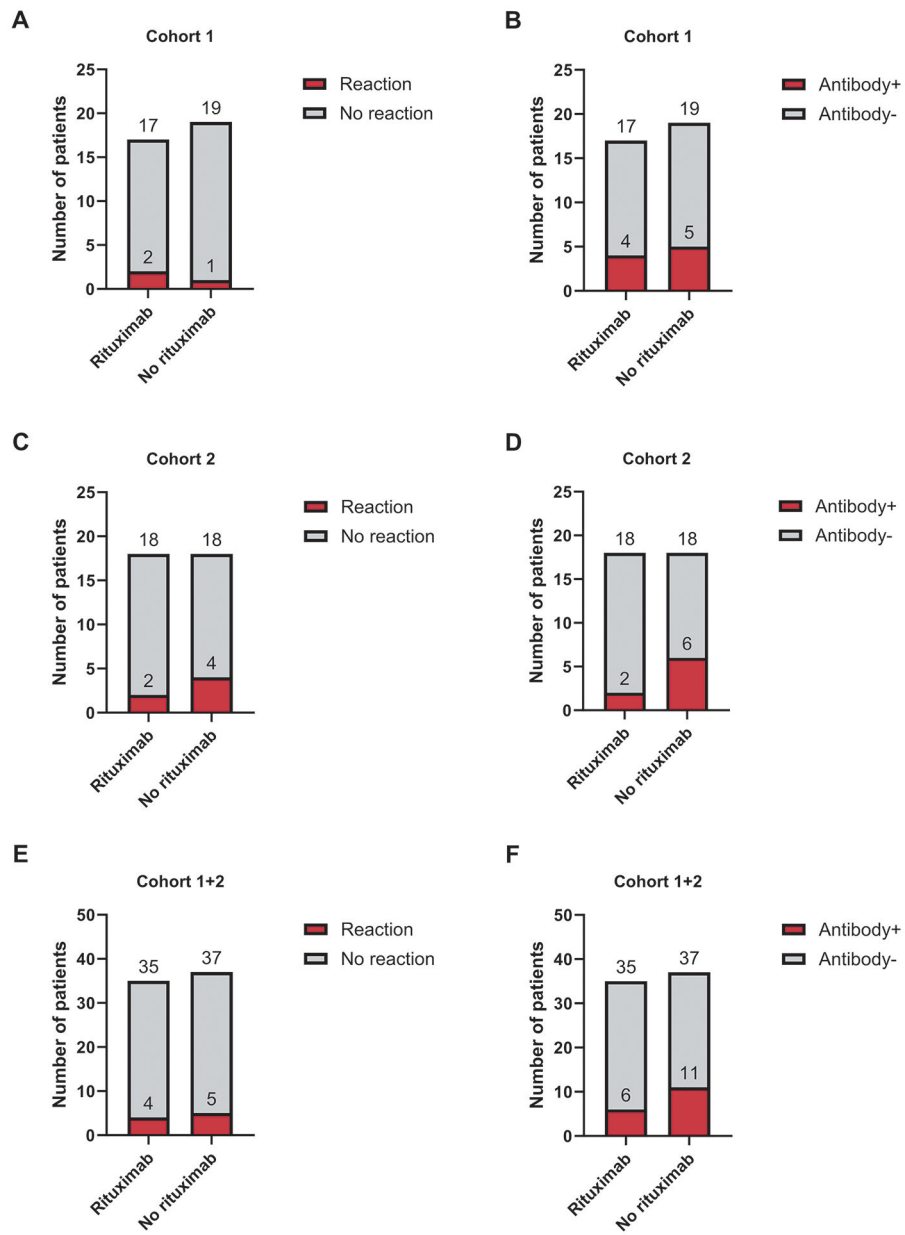 A
Cohort 1
Number of patients
25
20
15
10
5
0
17
19
2
1
Rituximab
No rituximab
Reaction
No reaction
B
Cohort 1
Number of patients
25
20
15
10
5
0
17
19
4
5
Rituximab
No rituximab
Antibody+
Antibody-
C
Cohort 2
Number of patients
25
20
15
10
5
0
18
18
2
4
Rituximab
No rituximab
Reaction
No reaction
D
Cohort 2
Number of patients
25
20
15
10
5
0
18
18
2
6
Rituximab
No rituximab
Antibody+
Antibody-
E
Cohort 1+2
Number of patients
50
40
30
20
10
0
35
37
4
5
Rituximab
No rituximab
Reaction
No reaction
F
Cohort 1+2
Number of patients
50
40
30
20
10
0
35
37
6
11
Rituximab
No rituximab
Antibody+
Antibody-